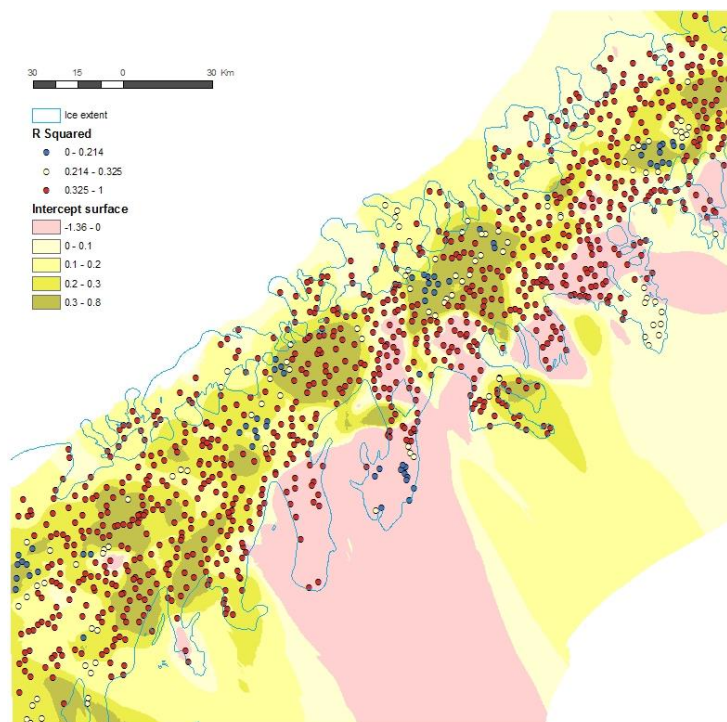 30 15 0 30 Km
Ice extent
R Squared
0 - 0.214
0.214 - 0.325
0.325 - 1
Intercept surface
-1.36 - 0
0 - 0.1
0.1 - 0.2
0.2 - 0.3
0.3 - 0.8